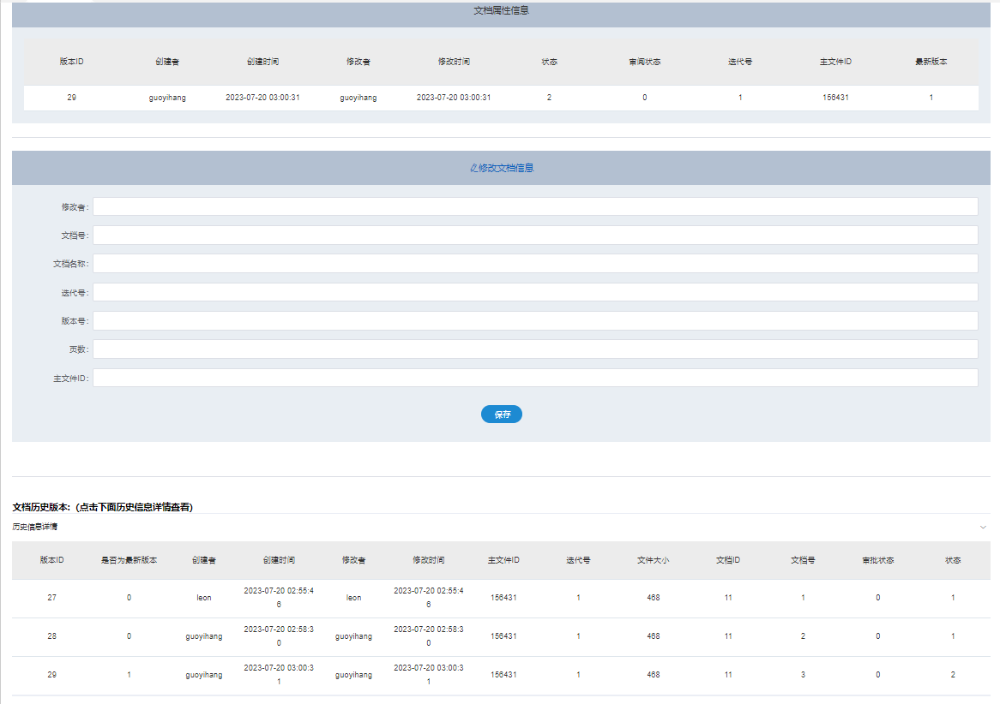 文档属性信息
版本ID 创建者 创建时间 修改者 修改时间 状态 审阅状态 迭代号 主文件ID 最新版本
29 guoyihang 2023-07-20 03:00:31 guoyihang 2023-07-20 03:00:31 2 0 1 156431 1
修改文档信息
修改者:
文档号:
文档名称:
迭代号:
版本号:
页数:
主文件ID:
保存
文档历史版本:(点击下面历史信息详情查看)
历史信息详情
版本ID 是否为最新版本 创建者 创建时间 修改者 修改时间 主文件ID 迭代号 文件大小 文档ID 文档号 审批状态 状态
27 0 leon 2023-07-20 02:55:4 leon 2023-07-20 02:55:4 156431 1 468 11 1 0 1
6 6
28 0 guoyihang 2023-07-20 02:58:3 guoyihang 2023-07-20 02:58:3 156431 1 468 11 2 0 1
0 0
29 1 guoyihang 2023-07-20 03:00:3 guoyihang 2023-07-20 03:00:3 156431 1 468 11 3 0 2
1 1